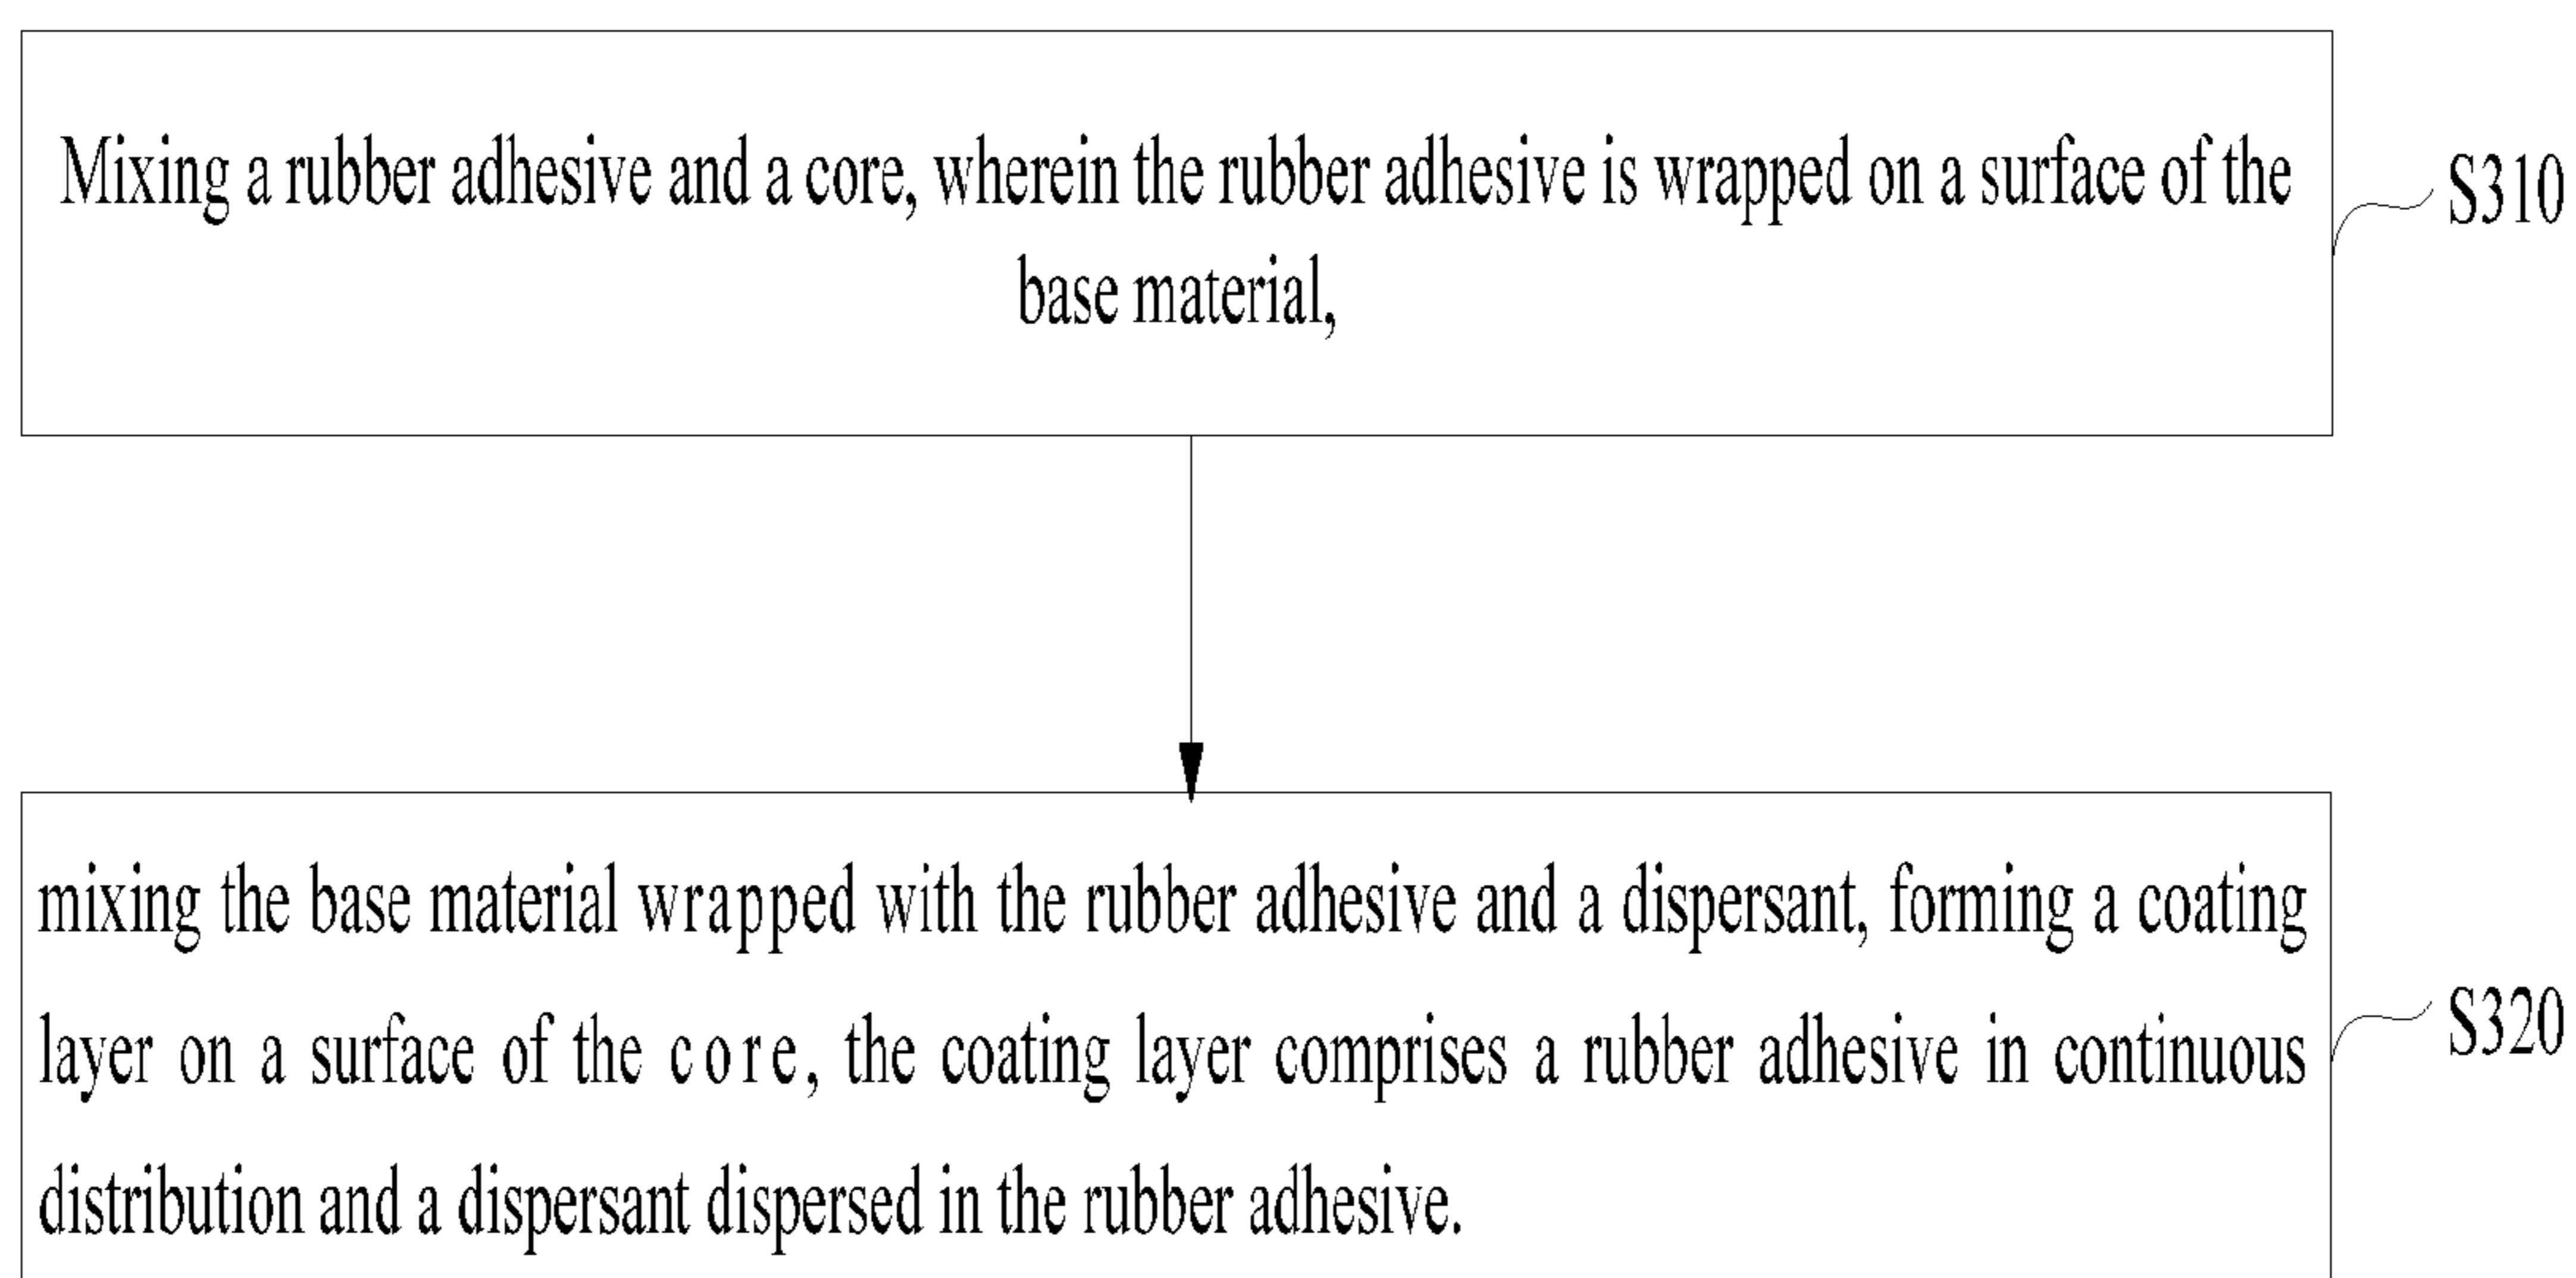 Mixing a rubber adhesive and a core, wherein the rubber adhesive is wrapped on a surface of the
base material,
S310
mixing the base material wrapped with the rubber adhesive and a dispersant, forming a coating
layer on a surface of the core, the coating layer comprises a rubber adhesive in continuous
distribution and a dispersant dispersed in the rubber adhesive.
S320